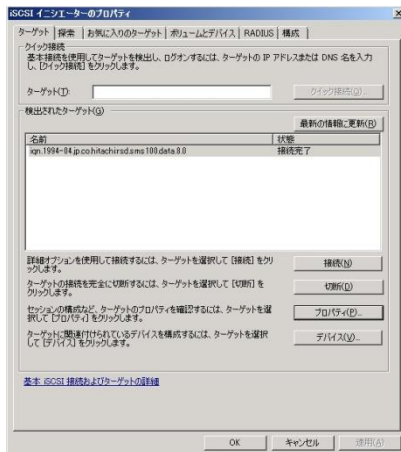 iSCSI イニシエーターのプロパティ
ターゲット 探索 お気に入りのターゲット ボリュームとデバイス RADIUS 構成
クイック接続
基本接続を使用してターゲットを検出し、ログオンするには、ターゲットの IP アドレスまたは DNS 名を入力
し、[クイック接続] をクリックします。
ターゲット(T): クイック接続(Q)...
検出されたターゲット(G)
最新の情報に更新(R)
名前 状態
iqn.1994-04.jp.co.hitachi.rsd.sms100.data.0.0 接続完了
詳細オプションを使用して接続するには、ターゲットを選択して [接続] をクリ
ックします。 接続(N)
ターゲットの接続を完全に切断するには、ターゲットを選択して [切断] を
クリックします。 切断(D)
セッションの構成など、ターゲットのプロパティを確認するには、ターゲットを選
択して [プロパティ] をクリックします。 プロパティ(P)...
ターゲットに関連付けられているデバイスを構成するには、ターゲットを選択
して [デバイス] をクリックします。 デバイス(V)...
基本 iSCSI 接続およびターゲットの詳細
OK キャンセル 適用(A)